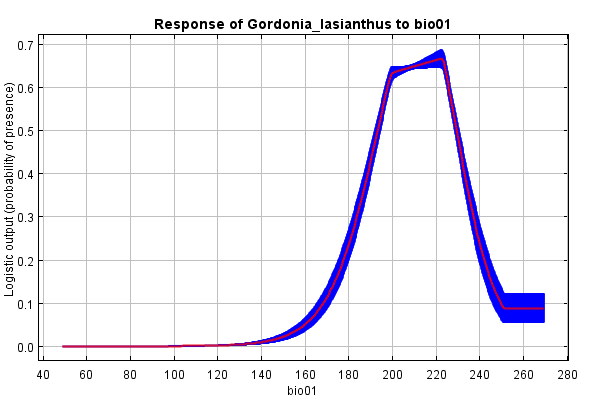 Response of Gordonia_lasianthus to bio01
Logistic output (probability of presence)
0.7
0.6
0.5
0.4
0.3
0.2
0.1
0.0
40 60 80 100 120 140 160 180 200 220 240 260 280
bio01